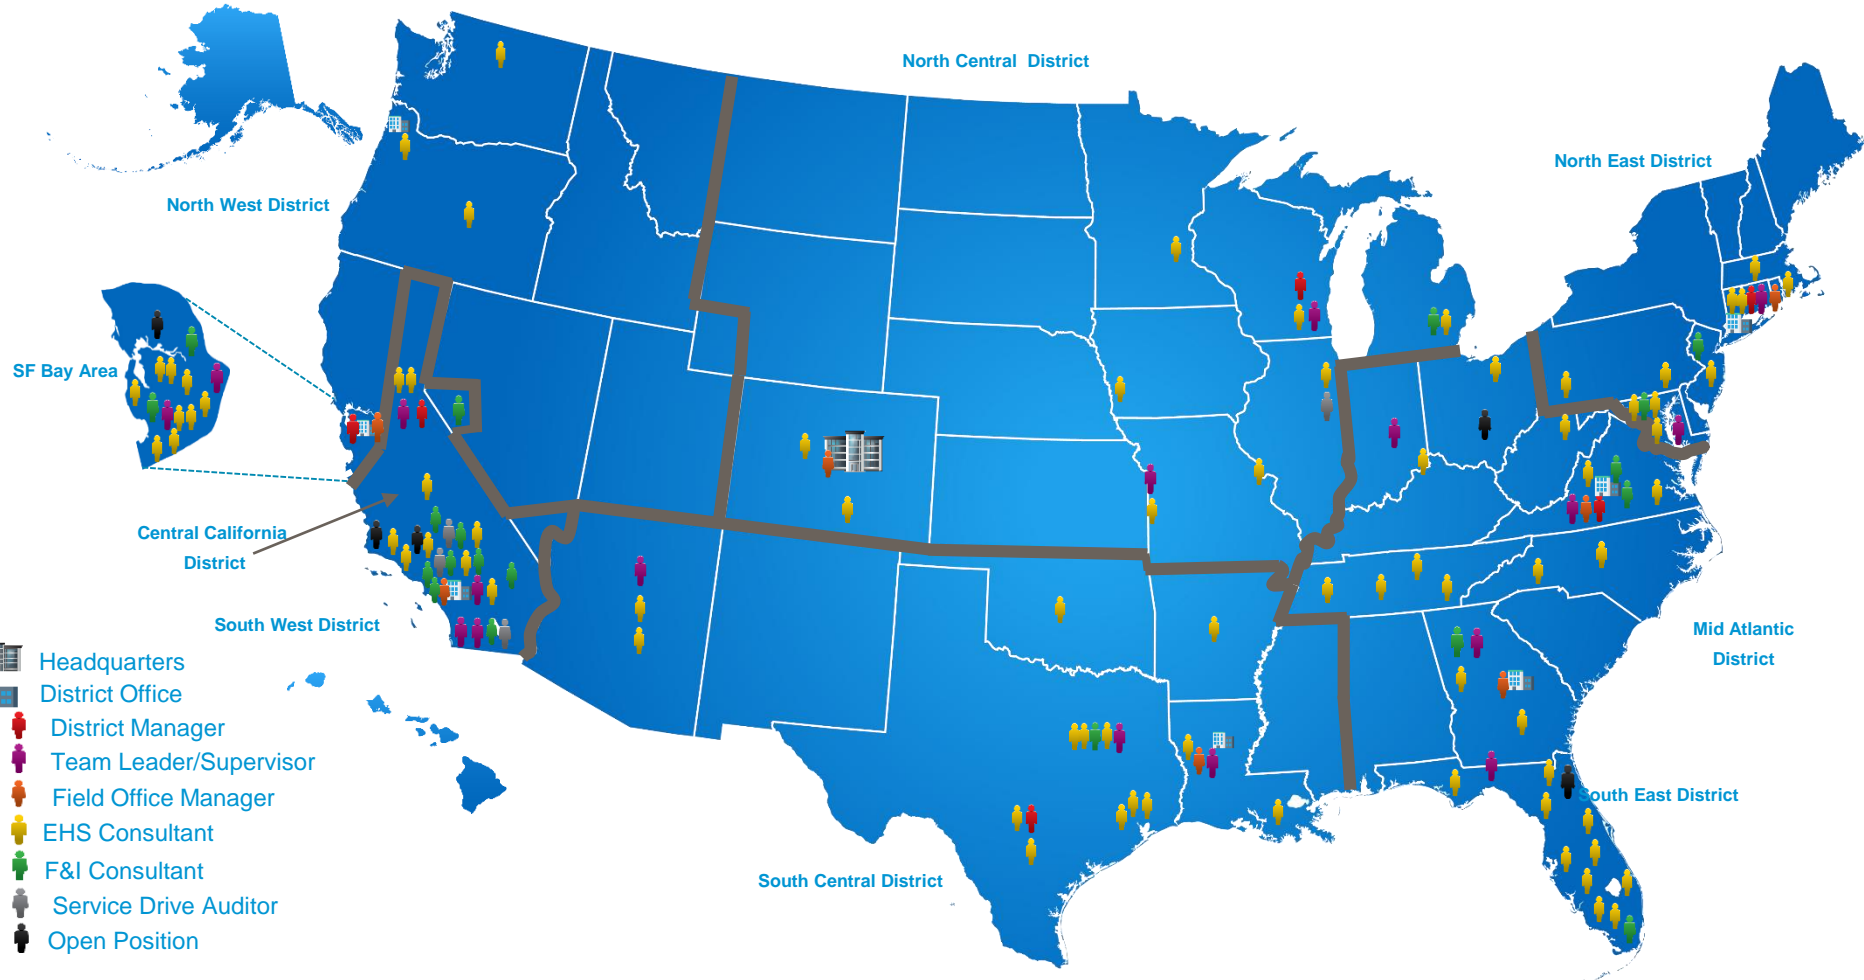 North Central  District
North East District
North West District
SF Bay Area
Central California
District
South West District
Mid Atlantic
District
South East District
South Central District
Headquarters
District Office
District Manager
Team Leader/Supervisor
Field Office Manager
EHS Consultant
F&I Consultant
Service Drive Auditor
Open Position